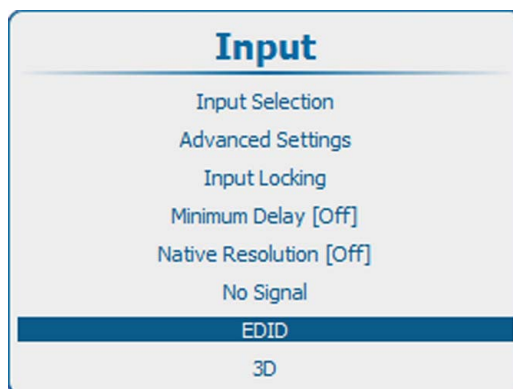 Input
Input Selection
Advanced Settings
Input Locking
Minimum Delay [Off]
Native Resolution [Off]
No Signal
EDID
3D